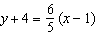 y + 4 = 6/5 (x − 1)